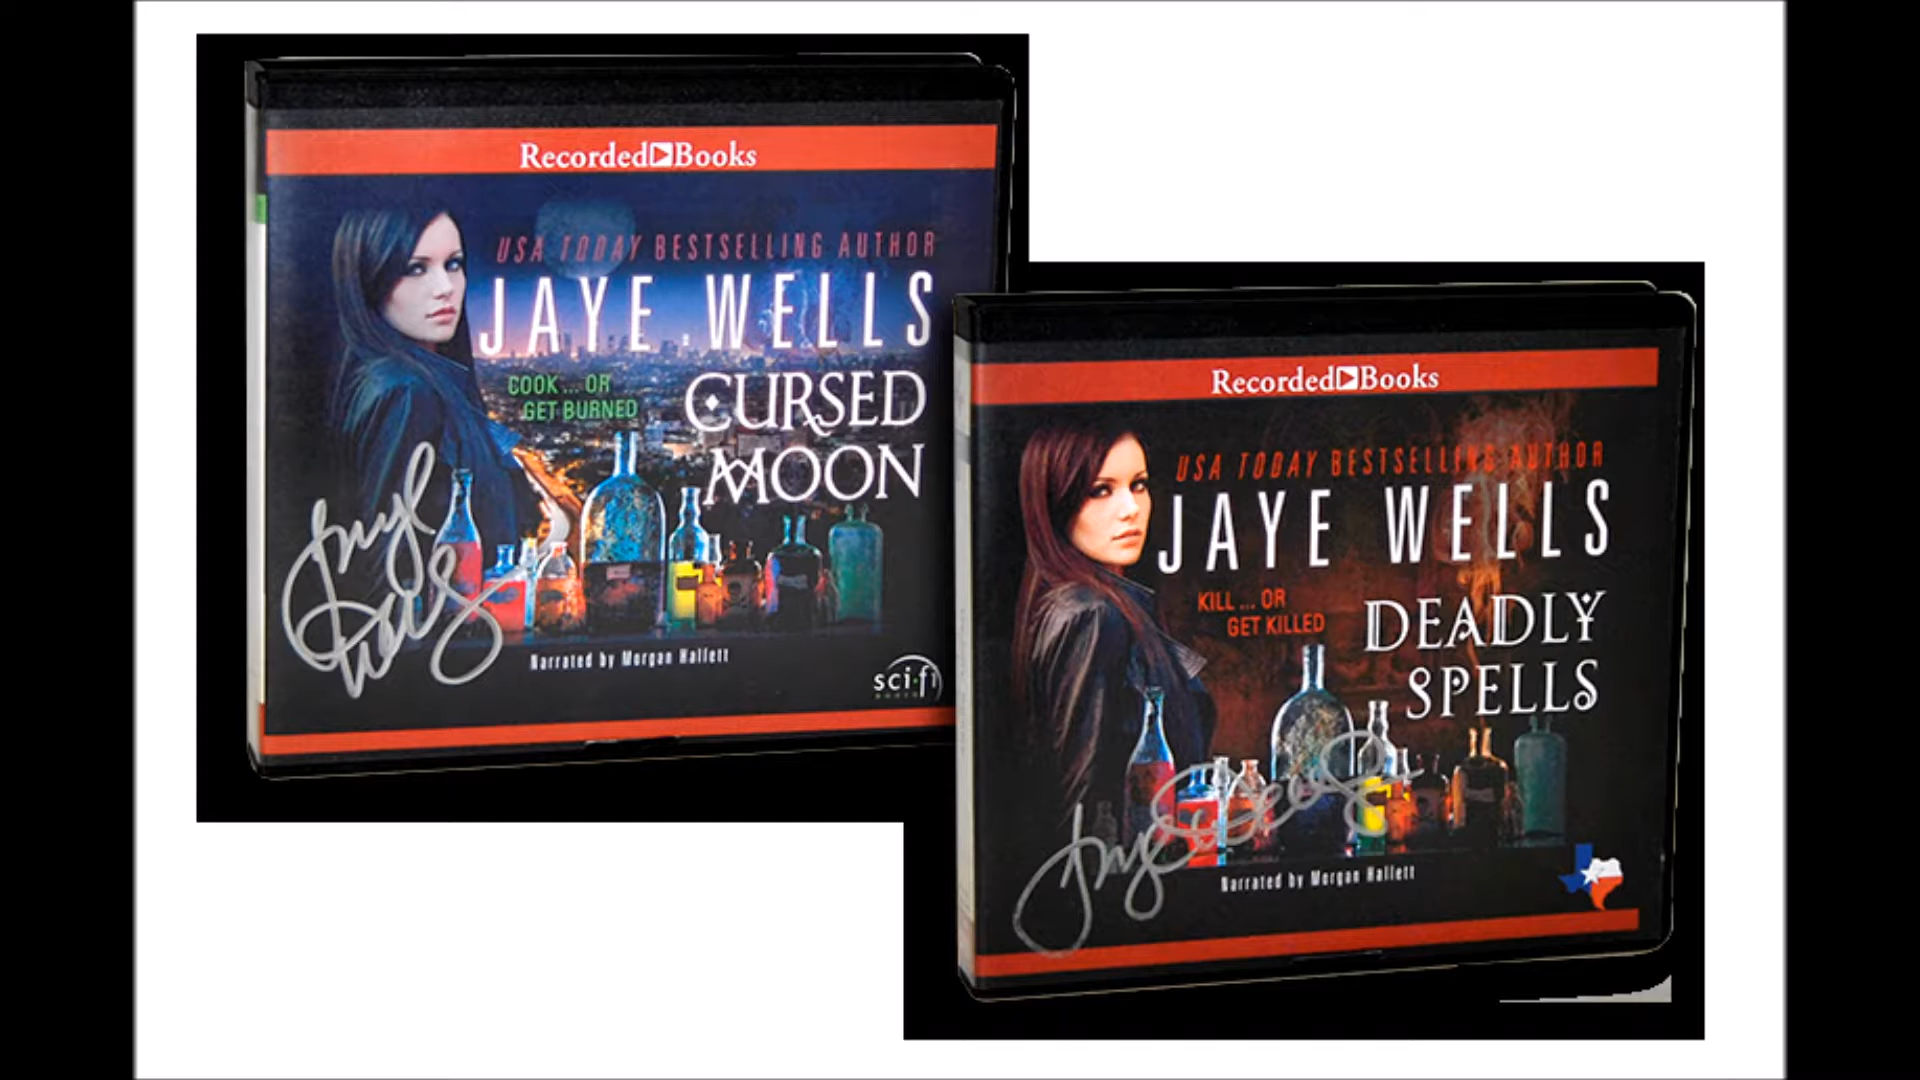 Recorded Books
USA TODAY BESTSELLING AUTHOR
JAYE WELLS
COOK ... OR
GET BURNED
CURSED
MOON
Narrated by Morgan Hallett
sci-fi
Recorded Books
USA TODAY BESTSELLING AUTHOR
JAYE WELLS
KILL ... OR
GET KILLED
DEADLY
SPELLS
Narrated by Morgan Hallett